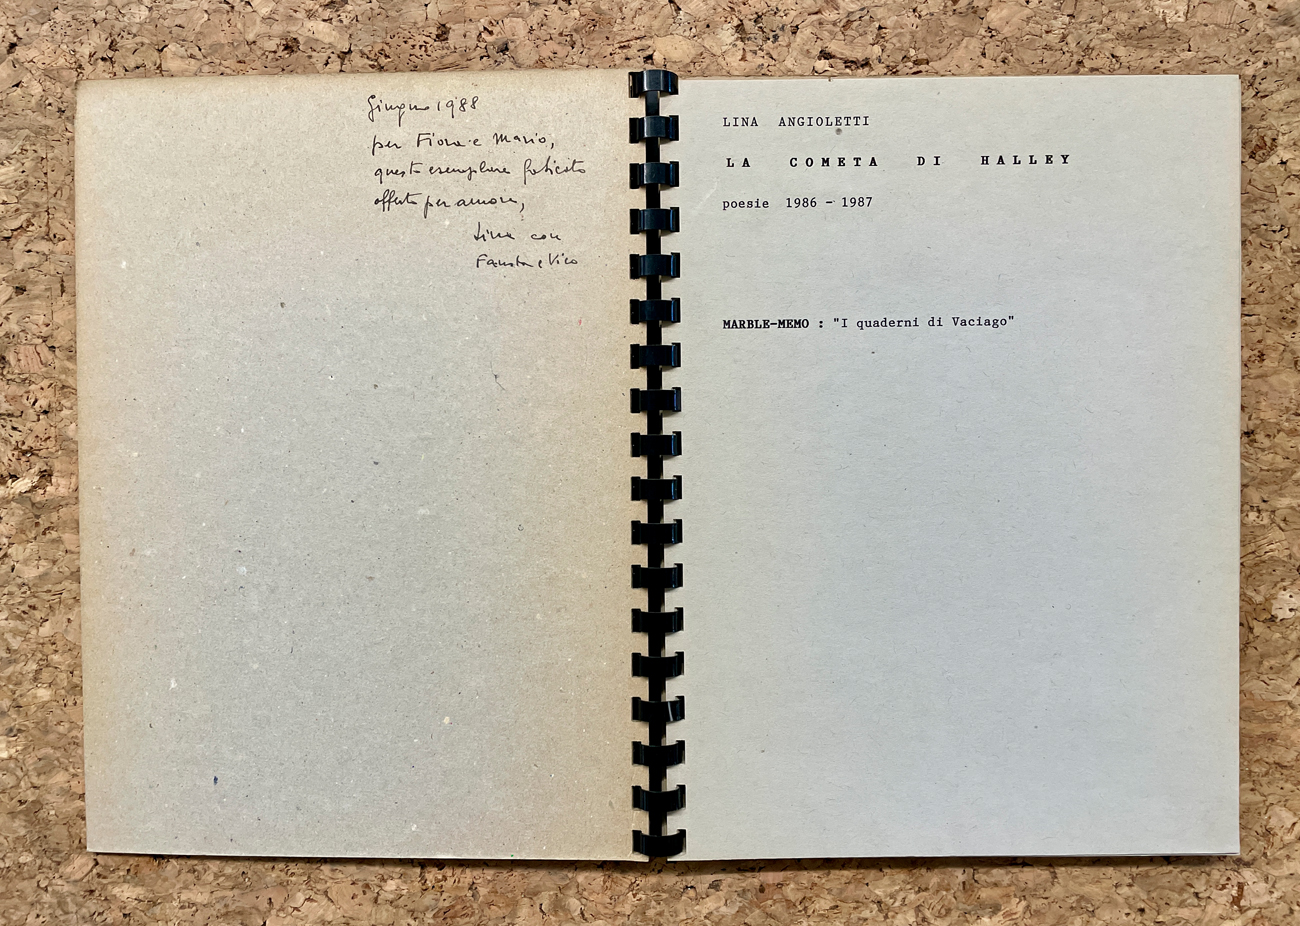 Giugno 1988
per Fiora e Mario,
questo esemplare faticato
offerto per amore,
Lina con
Fausta e Vico
LINA ANGIOLETTI
LA COMETA DI HALLEY
poesie 1986 - 1987
MARBLE-MEMO : "I quaderni di Vaciago"